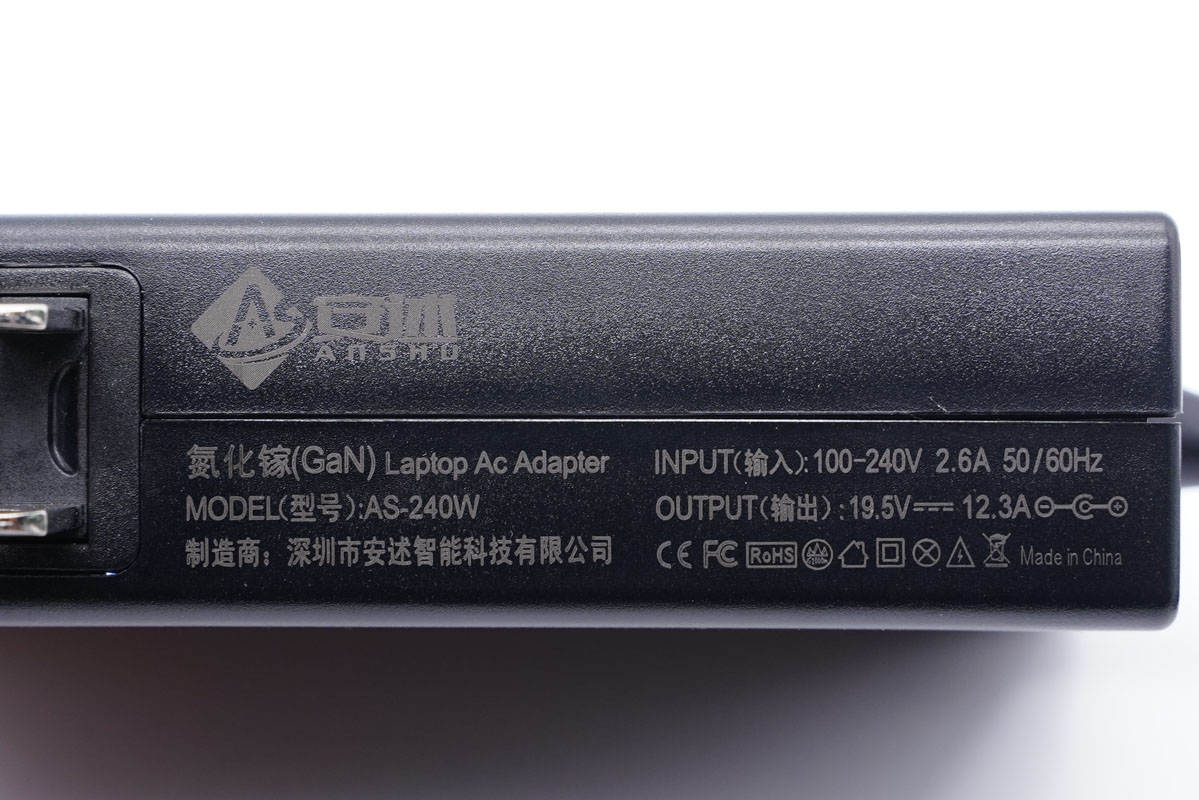 安述
ANSHU
氮化镓(GaN) Laptop Ac Adapter
MODEL(型号):AS-240W
制造商：深圳市安述智能科技有限公司
INPUT(输入):100-240V 2.6A 50/60Hz
OUTPUT(输出):19.5V⎓12.3A
CE FC RoHS Made in China